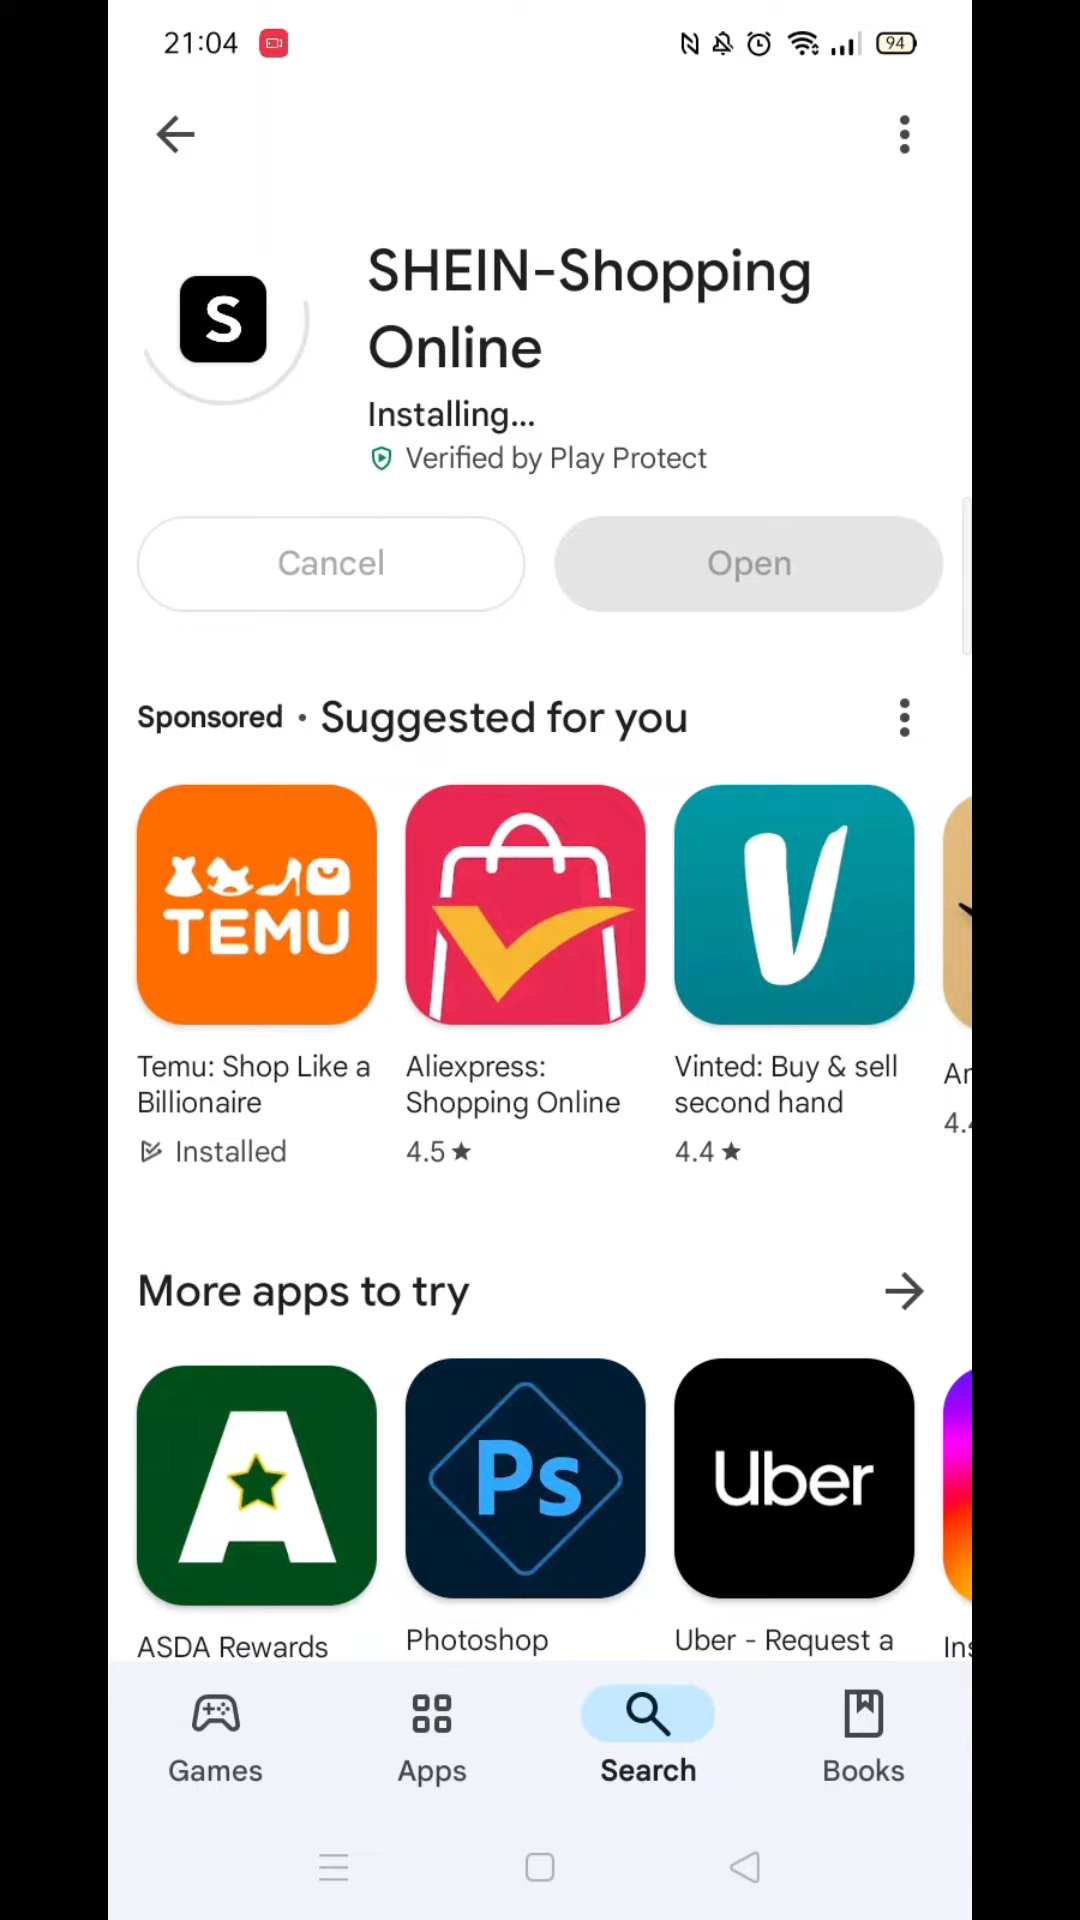 21:04
94
SHEIN-Shopping
Online
S
Installing...
Verified by Play Protect
Cancel
Open
Sponsored • Suggested for you
TEMU
V
Temu: Shop Like a
Billionaire
Installed
Aliexpress:
Shopping Online
4.5 ★
Vinted: Buy & sell
second hand
4.4 ★
More apps to try
A
Ps
Uber
ASDA Rewards
Photoshop
Uber - Request a
Games
Apps
Search
Books